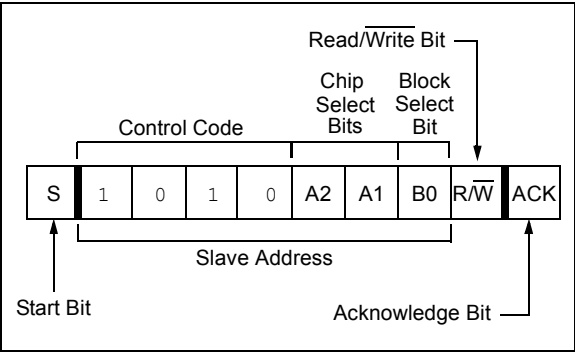 Read/Write Bit
Chip Select Bits
Block Select Bit
Control Code
S 1 0 1 0 A2 A1 B0 R/W ACK
Slave Address
Start Bit
Acknowledge Bit